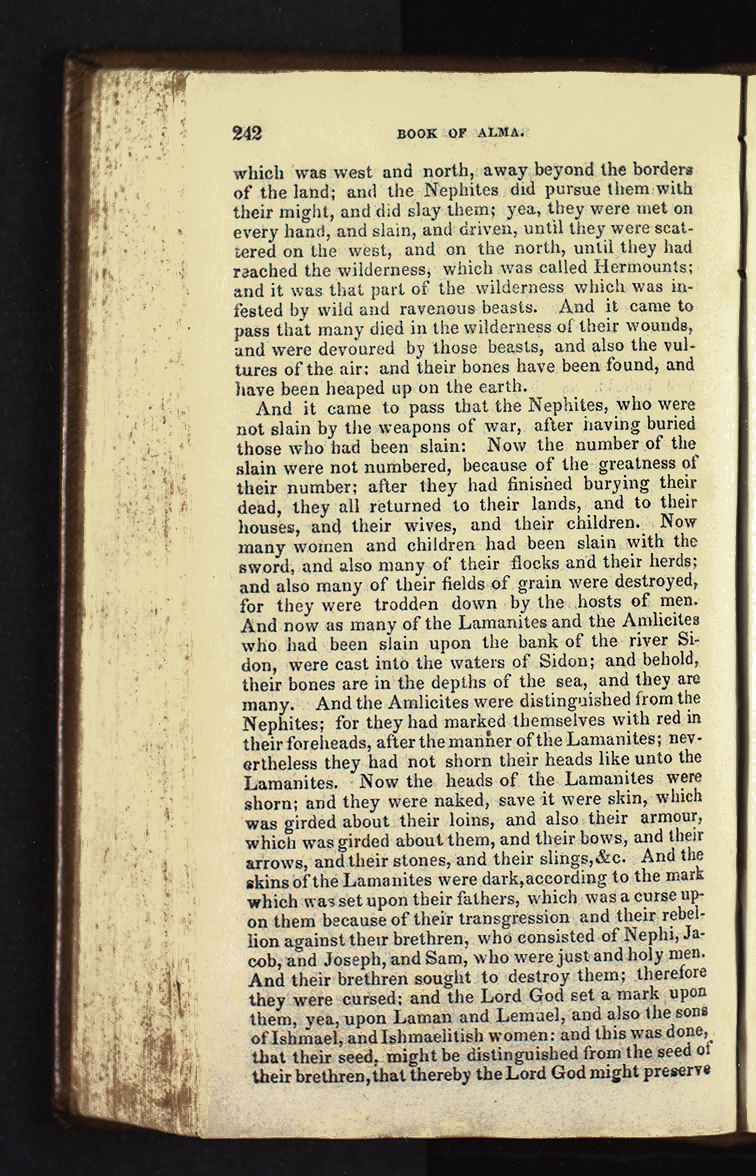 242 BOOK OF ALMA.
which was west and north, away beyond the borders
of the land; and the Nephites did pursue them with
their might, and did slay them; yea, they were met on
every hand, and slain, and driven, until they were scat-
tered on the west, and on the north, until they had
reached the wilderness, which was called Hermounts;
and it was that part of the wilderness which was in-
fested by wild and ravenous beasts. And it came to
pass that many died in the wilderness of their wounds,
and were devoured by those beasts, and also the vul-
tures of the air: and their bones have been found, and
have been heaped up on the earth.
And it came to pass that the Nephites, who were
not slain by the weapons of war, after having buried
those who had been slain: Now the number of the
slain were not numbered, because of the greatness of
their number; after they had finished burying their
dead, they all returned to their lands, and to their
houses, and their wives, and their children. Now
many women and children had been slain with the
sword, and also many of their flocks and their herds;
and also many of their fields of grain were destroyed,
for they were trodden down by the hosts of men.
And now as many of the Lamanites and the Amlicites
who had been slain upon the bank of the river Si-
don, were cast into the waters of Sidon; and behold,
their bones are in the depths of the sea, and they are
many. And the Amlicites were distinguished from the
Nephites; for they had marked themselves with red in
their foreheads, after the manner of the Lamanites; nev-
ertheless they had not shorn their heads like unto the
Lamanites. Now the heads of the Lamanites were
shorn; and they were naked, save it were skin, which
was girded about their loins, and also their armour,
which was girded about them, and their bows, and their
arrows, and their stones, and their slings,&c. And the
skins of the Lamanites were dark,according to the mark
which was set upon their fathers, which was a curse up-
on them because of their transgression and their rebel-
lion against their brethren, who consisted of Nephi, Ja-
cob, and Joseph, and Sam, who were just and holy men.
And their brethren sought to destroy them; therefore
they were cursed; and the Lord God set a mark upon
them, yea, upon Laman and Lemuel, and also the sons
of Ishmael, and Ishmaelitish women: and this was done,
that their seed, might be distinguished from the seed of
their brethren,that thereby the Lord God might preserve